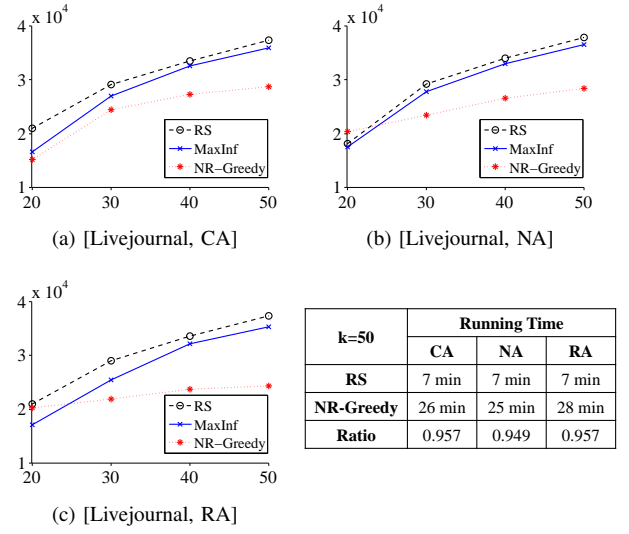 x 10^4
4
3
2
1
20 30 40 50
RS
MaxInf
NR−Greedy
(a) [Livejournal, CA]
x 10^4
4
3
2
1
20 30 40 50
RS
MaxInf
NR−Greedy
(b) [Livejournal, NA]
x 10^4
4
3
2
1
20 30 40 50
RS
MaxInf
NR−Greedy
(c) [Livejournal, RA]
k=50 Running Time
CA NA RA
RS 7 min 7 min 7 min
NR-Greedy 26 min 25 min 28 min
Ratio 0.957 0.949 0.957